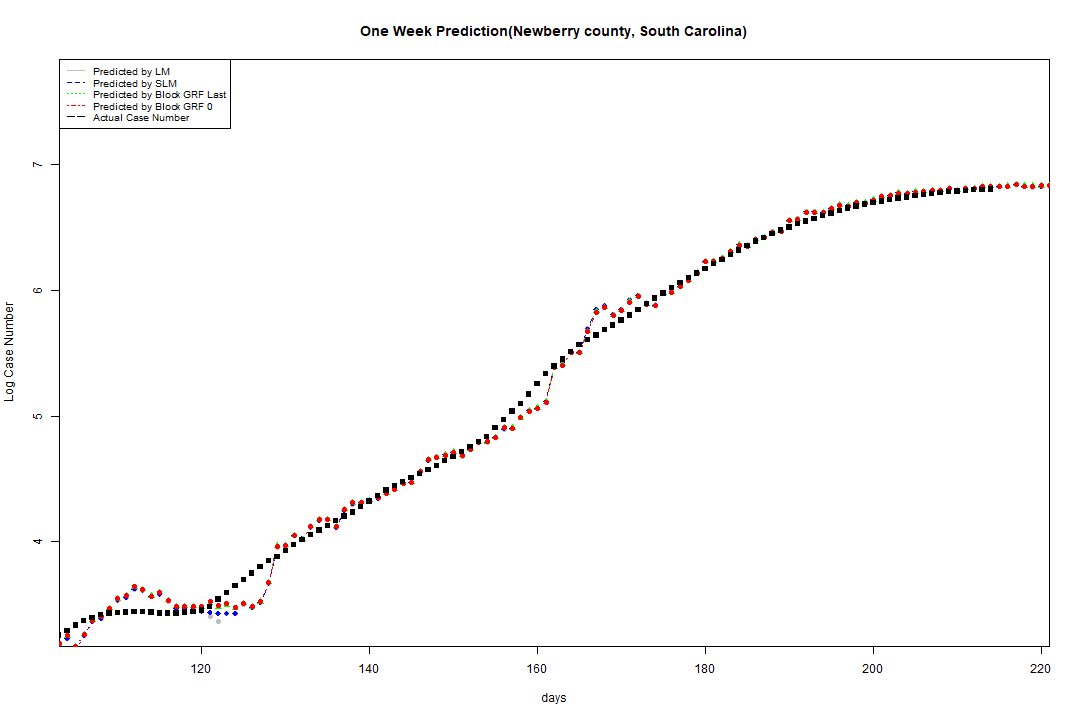 One Week Prediction(Newberry county, South Carolina)
Predicted by LM
Predicted by SLM
Predicted by Block GRF Last
Predicted by Block GRF 0
Actual Case Number
7
6
5
4
Log Case Number
120 140 160 180 200 220
days